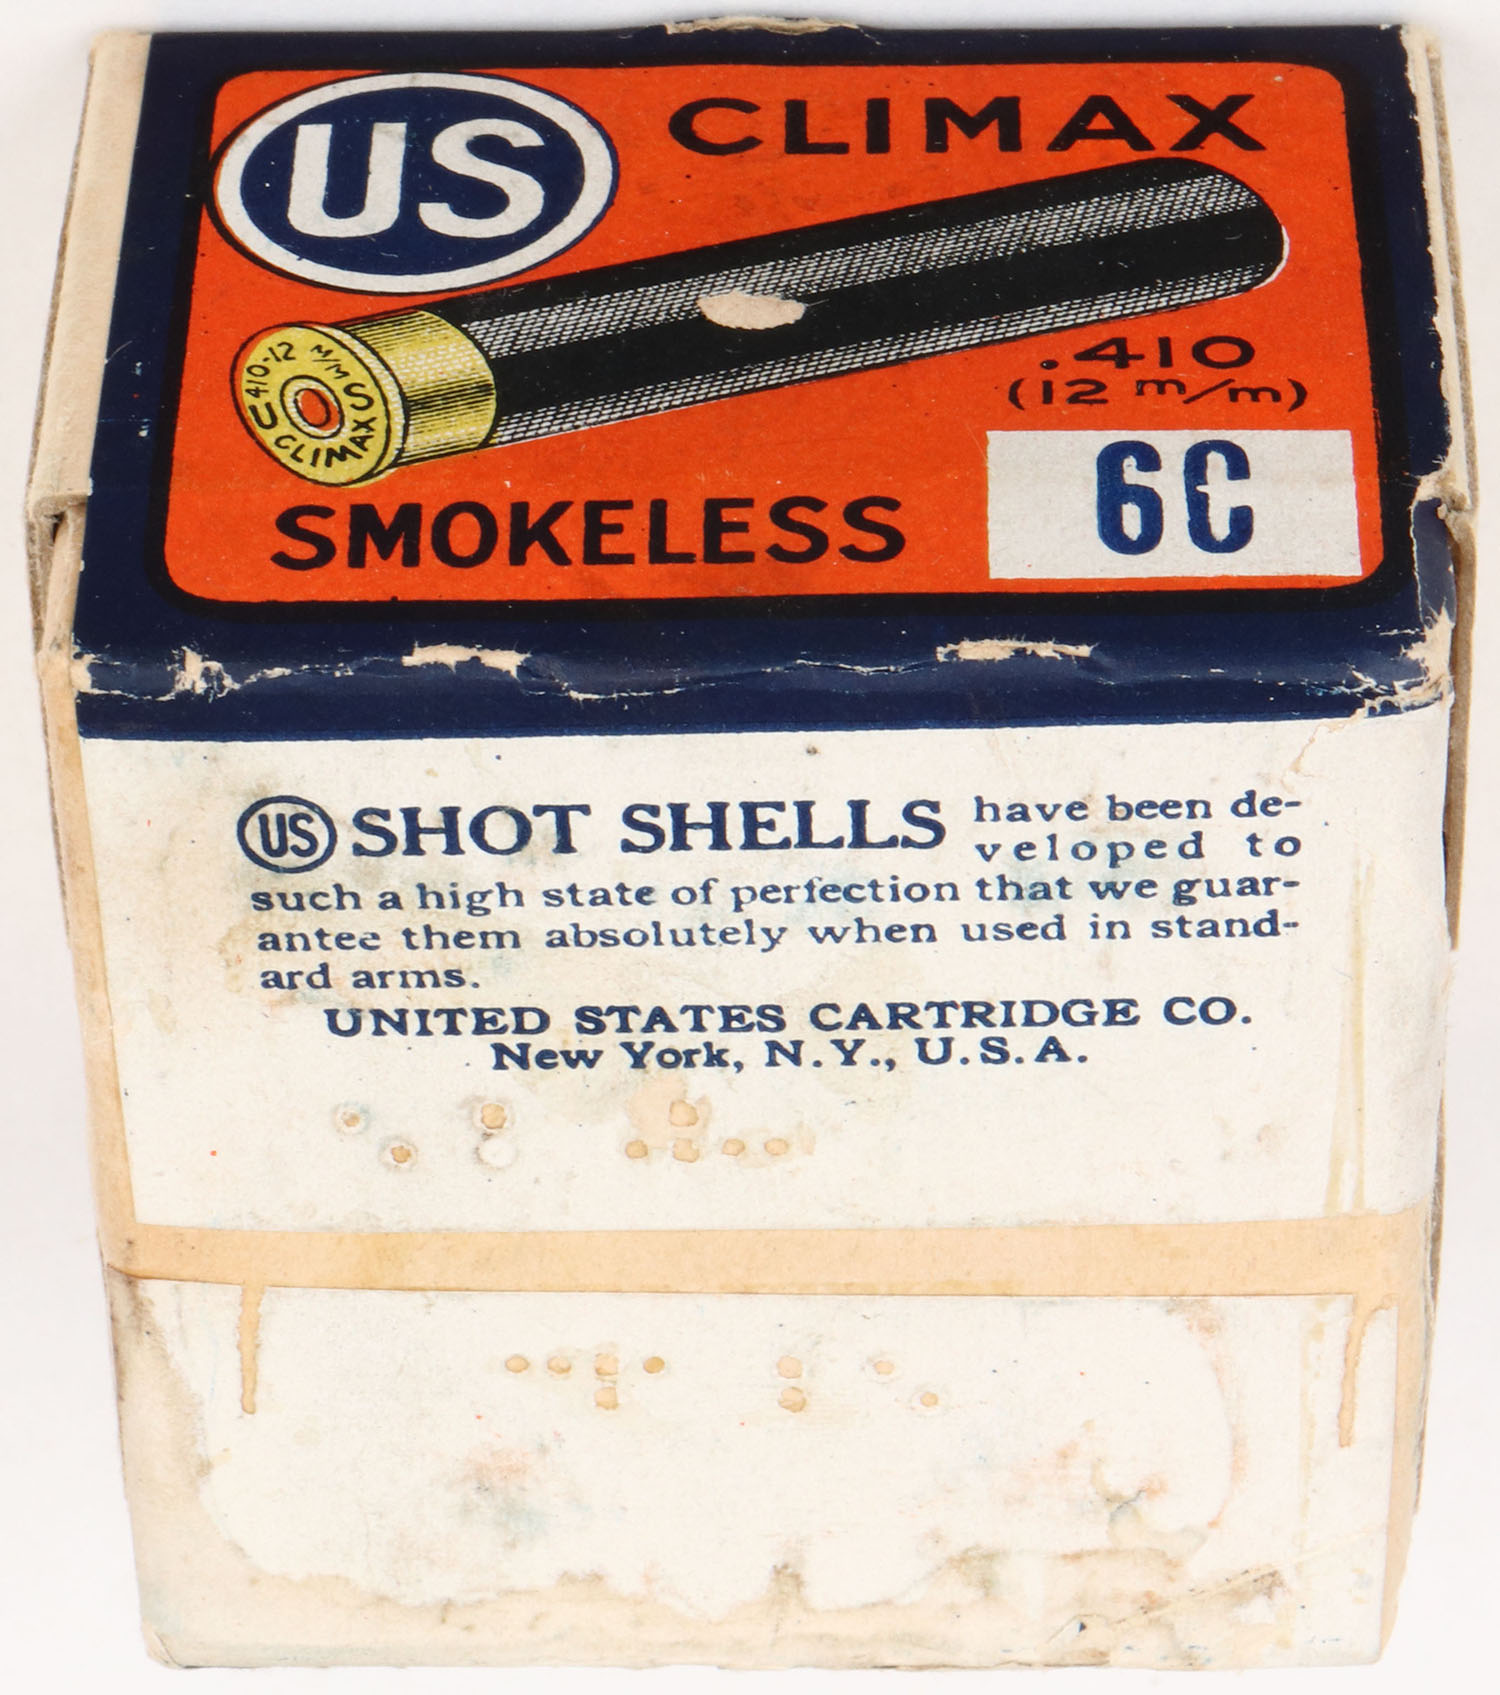 US CLIMAX
410-12 M/M
U S
CLIMAX
.410
(12 m/m)
6C
SMOKELESS
US SHOT SHELLS have been de-
veloped to
such a high state of perfection that we guar-
antee them absolutely when used in stand-
ard arms.
UNITED STATES CARTRIDGE CO.
New York, N.Y., U.S.A.